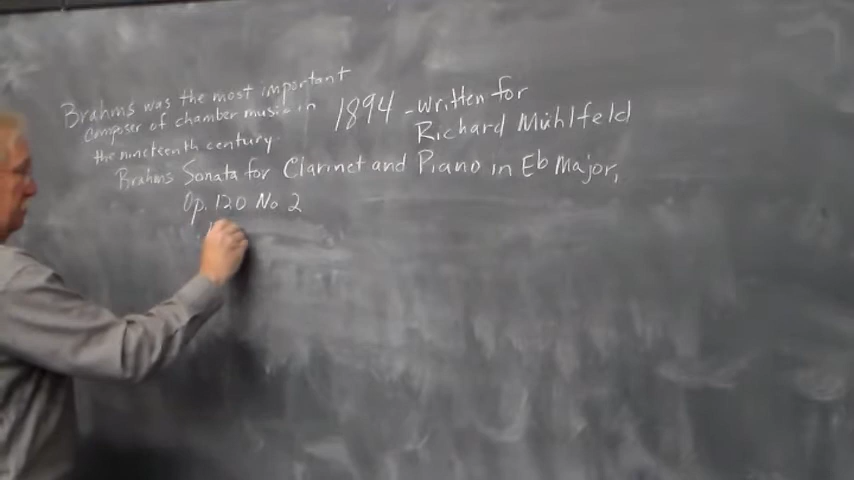 Brahms was the most important
composer of chamber music in
the nineteenth century.
1894 - written for
Richard Mühlfeld
Brahms Sonata for Clarinet and Piano in Eb Major,
Op. 120 No 2